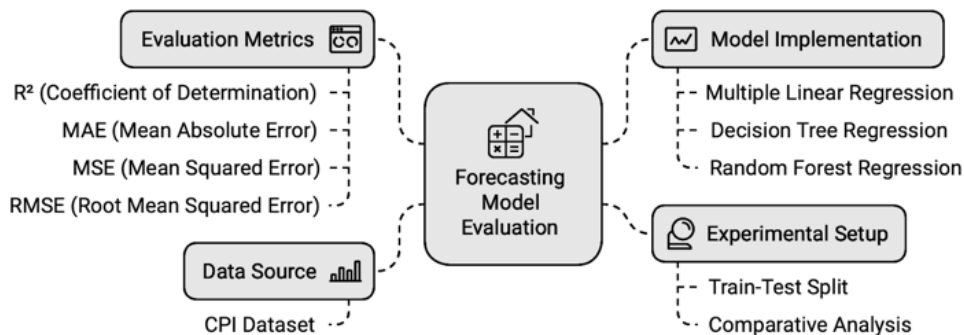 Evaluation Metrics
R² (Coefficient of Determination)
MAE (Mean Absolute Error)
MSE (Mean Squared Error)
RMSE (Root Mean Squared Error)
Data Source
CPI Dataset
Forecasting
Model
Evaluation
Model Implementation
Multiple Linear Regression
Decision Tree Regression
Random Forest Regression
Experimental Setup
Train-Test Split
Comparative Analysis